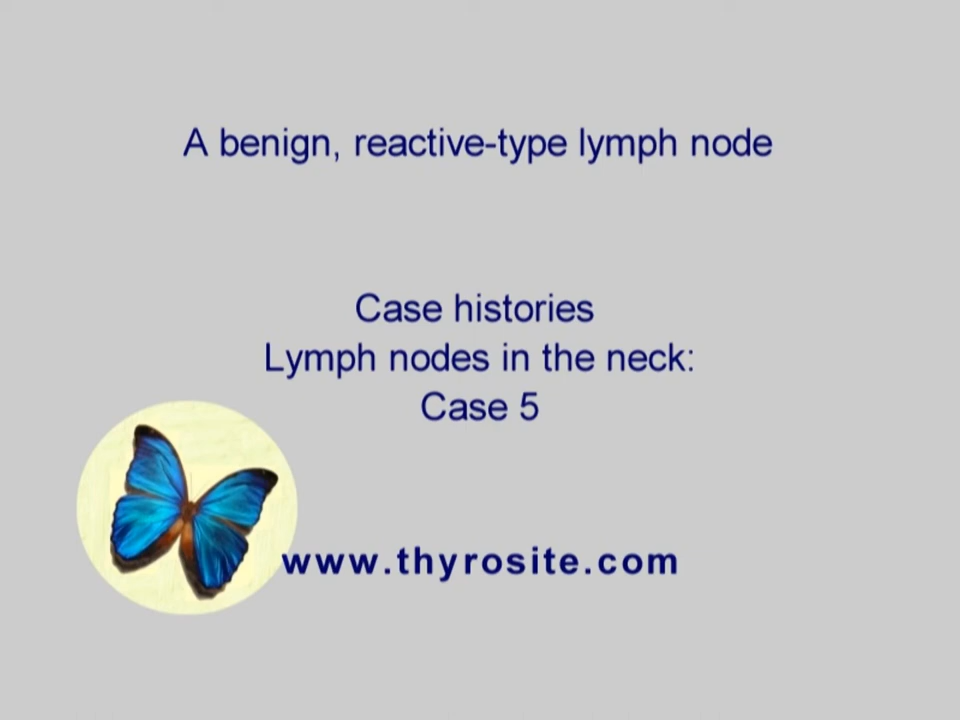 A benign, reactive-type lymph node
Case histories
Lymph nodes in the neck:
Case 5
www.thyrosite.com